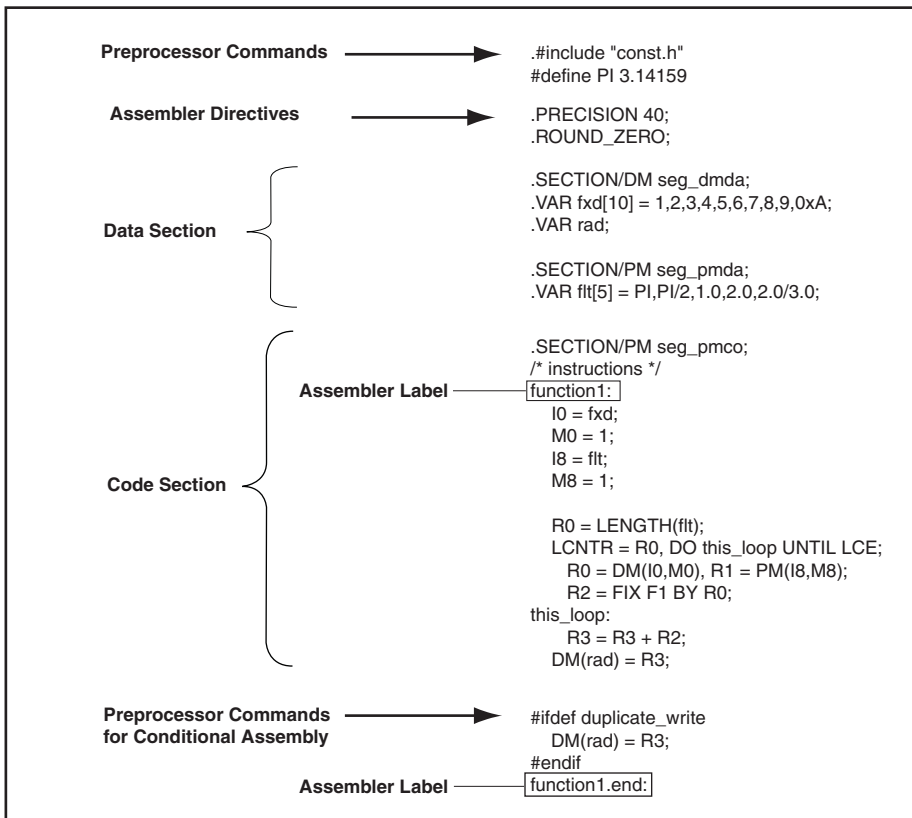 Preprocessor Commands
.#include "const.h"
#define PI 3.14159
Assembler Directives
.PRECISION 40;
.ROUND_ZERO;
Data Section
.SECTION/DM seg_dmda;
.VAR fxd[10] = 1,2,3,4,5,6,7,8,9,0xA;
.VAR rad;
.SECTION/PM seg_pmda;
.VAR flt[5] = PI,PI/2,1.0,2.0,2.0/3.0;
Code Section
.SECTION/PM seg_pmco;
/* instructions */
Assembler Label
function1:
I0 = fxd;
M0 = 1;
I8 = flt;
M8 = 1;
R0 = LENGTH(flt);
LCNTR = R0, DO this_loop UNTIL LCE;
R0 = DM(I0,M0), R1 = PM(I8,M8);
R2 = FIX F1 BY R0;
this_loop:
R3 = R3 + R2;
DM(rad) = R3;
Preprocessor Commands
for Conditional Assembly
#ifdef duplicate_write
DM(rad) = R3;
#endif
Assembler Label
function1.end: